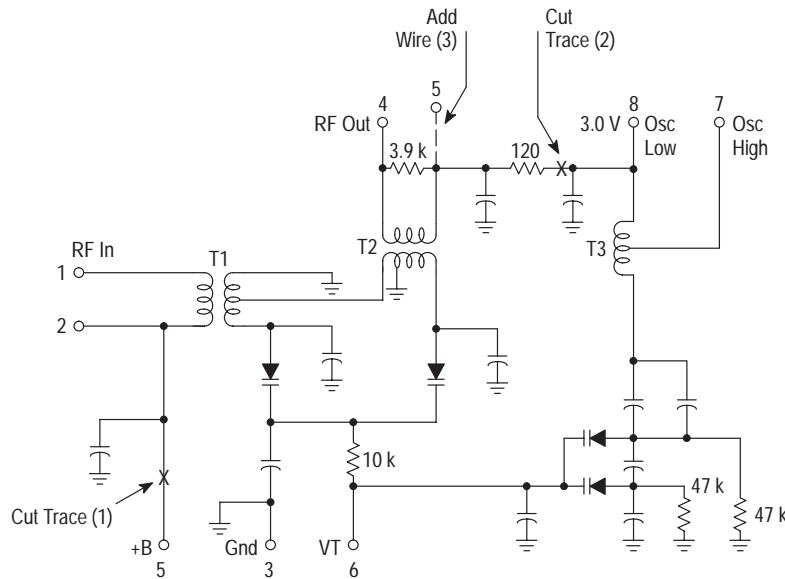 Add
Wire (3)
Cut
Trace (2)
4
5
8
7
RF Out
3.0 V
Osc
Low
Osc
High
3.9 k
120
X
RF In
T1
T2
T3
1
2
10 k
X
Cut Trace (1)
47 k
47 k
+B
Gnd
VT
5
3
6